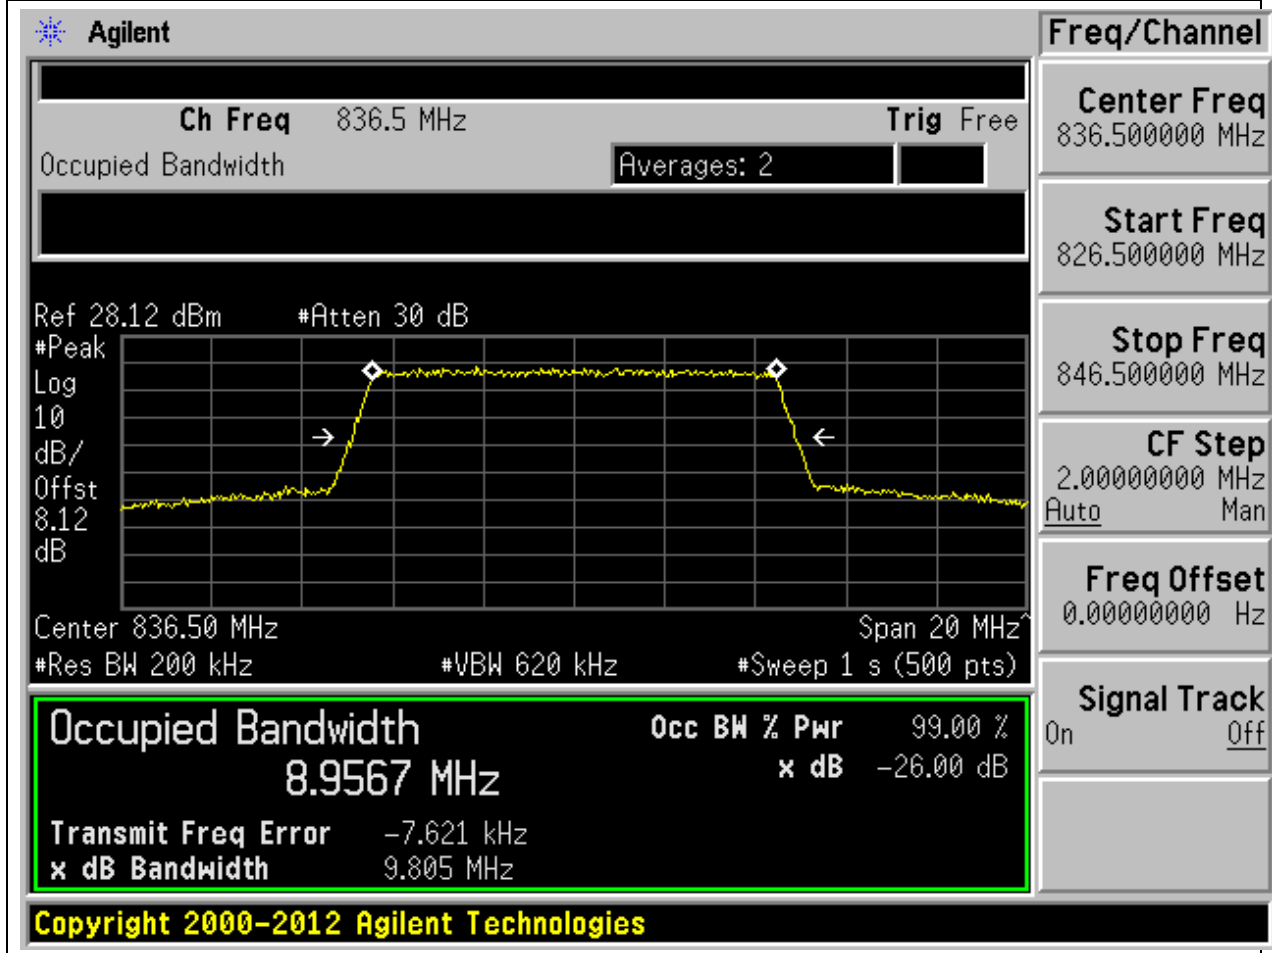 Agilent
Freq/Channel
Ch Freq 836.5 MHz Trig Free
Occupied Bandwidth Averages: 2
Center Freq
836.500000 MHz
Start Freq
826.500000 MHz
Stop Freq
846.500000 MHz
CF Step
2.00000000 MHz
Auto Man
Freq Offset
0.00000000 Hz
Signal Track
On Off
Ref 28.12 dBm #Atten 30 dB
#Peak
Log
10
dB/
Offst
8.12
dB
Center 836.50 MHz Span 20 MHz^
#Res BW 200 kHz #VBW 620 kHz #Sweep 1 s (500 pts)
Occupied Bandwidth Occ BW % Pwr 99.00 %
8.9567 MHz x dB -26.00 dB
Transmit Freq Error -7.621 kHz
x dB Bandwidth 9.805 MHz
Copyright 2000-2012 Agilent Technologies